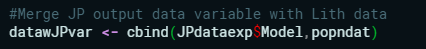 #Merge JP output data variable with Lith data
datawJPvar <- cbind(JPdataexp$Model,popndat)